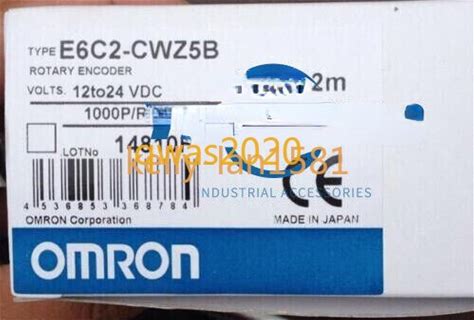 TYPE E6C2-CWZ5B
ROTARY ENCODER
2m
VOLTS. 12to24 VDC
1000P/R
LOTNo
INDUSTRIAL ACCESSORIES
4 536853 368784
CE
OMRON Corporation
MADE IN JAPAN
OMRON